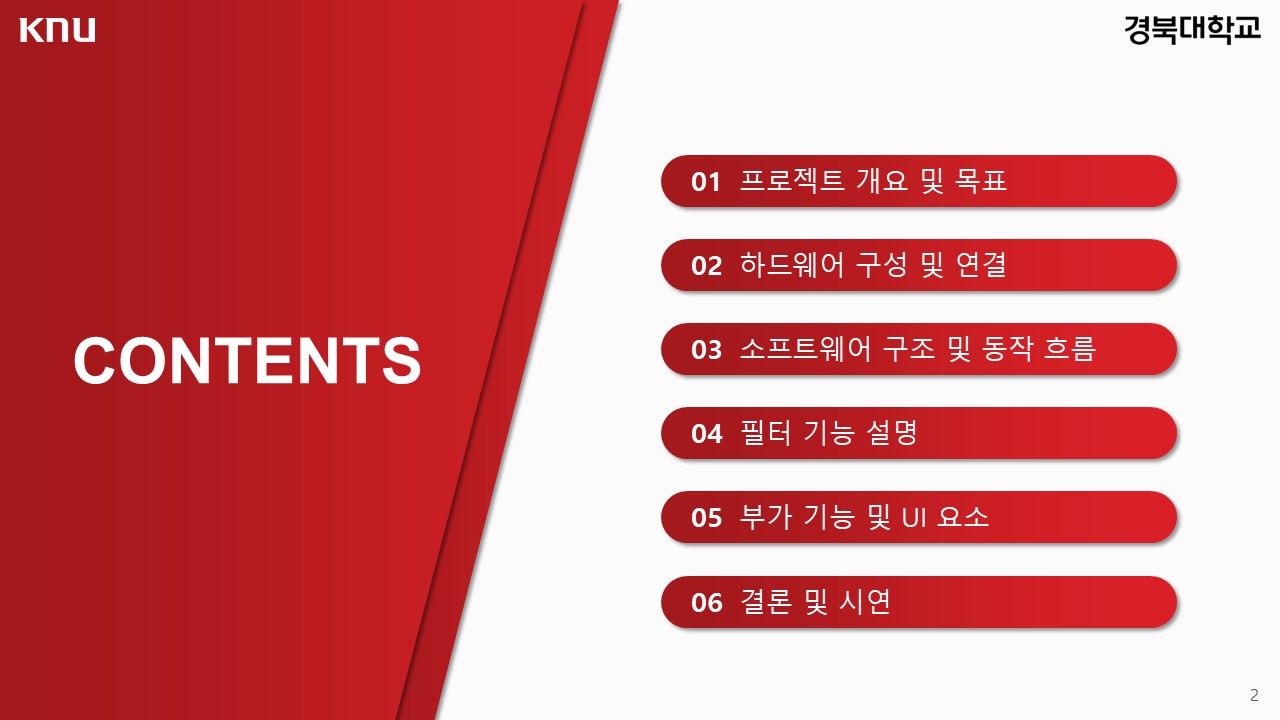 KNU
경북대학교
CONTENTS
01 프로젝트 개요 및 목표
02 하드웨어 구성 및 연결
03 소프트웨어 구조 및 동작 흐름
04 필터 기능 설명
05 부가 기능 및 UI 요소
06 결론 및 시연
2